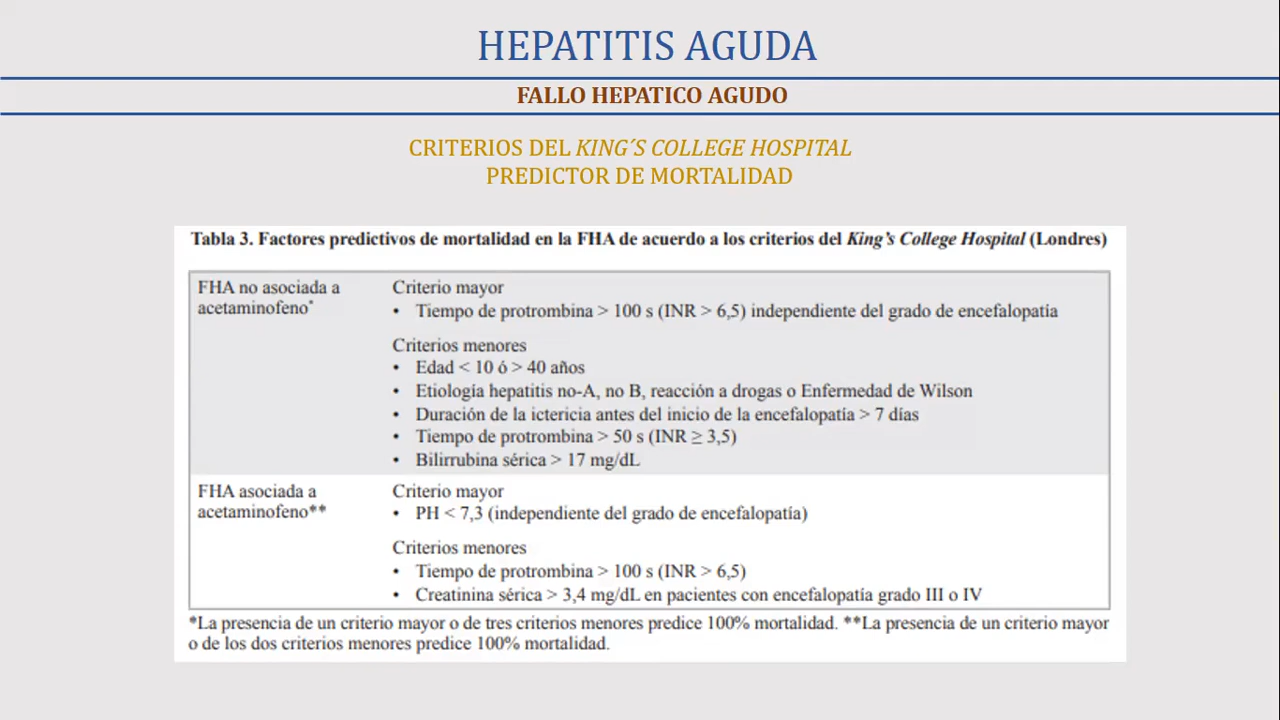 HEPATITIS AGUDA
FALLO HEPATICO AGUDO
CRITERIOS DEL KING´S COLLEGE HOSPITAL
PREDICTOR DE MORTALIDAD
Tabla 3. Factores predictivos de mortalidad en la FHA de acuerdo a los criterios del King's College Hospital (Londres)
FHA no asociada a
acetaminofeno*
Criterio mayor
• Tiempo de protrombina > 100 s (INR > 6,5) independiente del grado de encefalopatía
Criterios menores
• Edad < 10 ó > 40 años
• Etiología hepatitis no-A, no B, reacción a drogas o Enfermedad de Wilson
• Duración de la ictericia antes del inicio de la encefalopatía > 7 días
• Tiempo de protrombina > 50 s (INR ≥ 3,5)
• Bilirrubina sérica > 17 mg/dL
FHA asociada a
acetaminofeno**
Criterio mayor
• PH < 7,3 (independiente del grado de encefalopatía)
Criterios menores
• Tiempo de protrombina > 100 s (INR > 6,5)
• Creatinina sérica > 3,4 mg/dL en pacientes con encefalopatía grado III o IV
*La presencia de un criterio mayor o de tres criterios menores predice 100% mortalidad. **La presencia de un criterio mayor
o de los dos criterios menores predice 100% mortalidad.